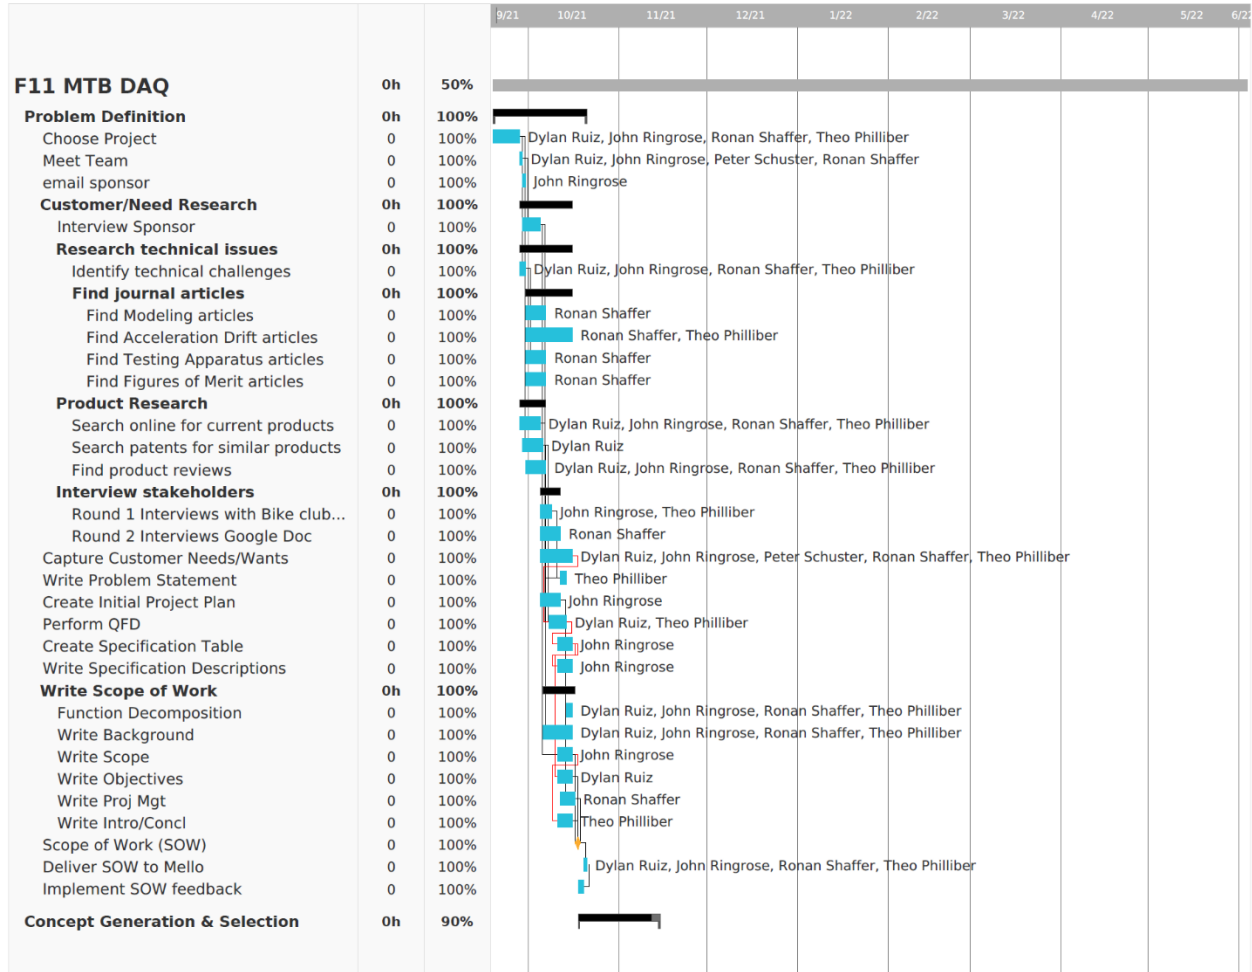 9/21 10/21 11/21 12/21 1/22 2/22 3/22 4/22 5/22 6/22
F11 MTB DAQ 0h 50%
Problem Definition 0h 100%
Choose Project 0 100% Dylan Ruiz, John Ringrose, Ronan Shaffer, Theo Philliber
Meet Team 0 100% Dylan Ruiz, John Ringrose, Peter Schuster, Ronan Shaffer
email sponsor 0 100% John Ringrose
Customer/Need Research 0h 100%
Interview Sponsor 0 100%
Research technical issues 0h 100%
Identify technical challenges 0 100% Dylan Ruiz, John Ringrose, Ronan Shaffer, Theo Philliber
Find journal articles 0h 100%
Find Modeling articles 0 100% Ronan Shaffer
Find Acceleration Drift articles 0 100% Ronan Shaffer, Theo Philliber
Find Testing Apparatus articles 0 100% Ronan Shaffer
Find Figures of Merit articles 0 100% Ronan Shaffer
Product Research 0h 100%
Search online for current products 0 100% Dylan Ruiz, John Ringrose, Ronan Shaffer, Theo Philliber
Search patents for similar products 0 100% Dylan Ruiz
Find product reviews 0 100% Dylan Ruiz, John Ringrose, Ronan Shaffer, Theo Philliber
Interview stakeholders 0h 100%
Round 1 Interviews with Bike club... 0 100% John Ringrose, Theo Philliber
Round 2 Interviews Google Doc 0 100% Ronan Shaffer
Capture Customer Needs/Wants 0 100% Dylan Ruiz, John Ringrose, Peter Schuster, Ronan Shaffer, Theo Philliber
Write Problem Statement 0 100% Theo Philliber
Create Initial Project Plan 0 100% John Ringrose
Perform QFD 0 100% Dylan Ruiz, Theo Philliber
Create Specification Table 0 100% John Ringrose
Write Specification Descriptions 0 100% John Ringrose
Write Scope of Work 0h 100%
Function Decomposition 0 100% Dylan Ruiz, John Ringrose, Ronan Shaffer, Theo Philliber
Write Background 0 100% Dylan Ruiz, John Ringrose, Ronan Shaffer, Theo Philliber
Write Scope 0 100% John Ringrose
Write Objectives 0 100% Dylan Ruiz
Write Proj Mgt 0 100% Ronan Shaffer
Write Intro/Concl 0 100% Theo Philliber
Scope of Work (SOW) 0 100%
Deliver SOW to Mello 0 100% Dylan Ruiz, John Ringrose, Ronan Shaffer, Theo Philliber
Implement SOW feedback 0 100%
Concept Generation & Selection 0h 90%